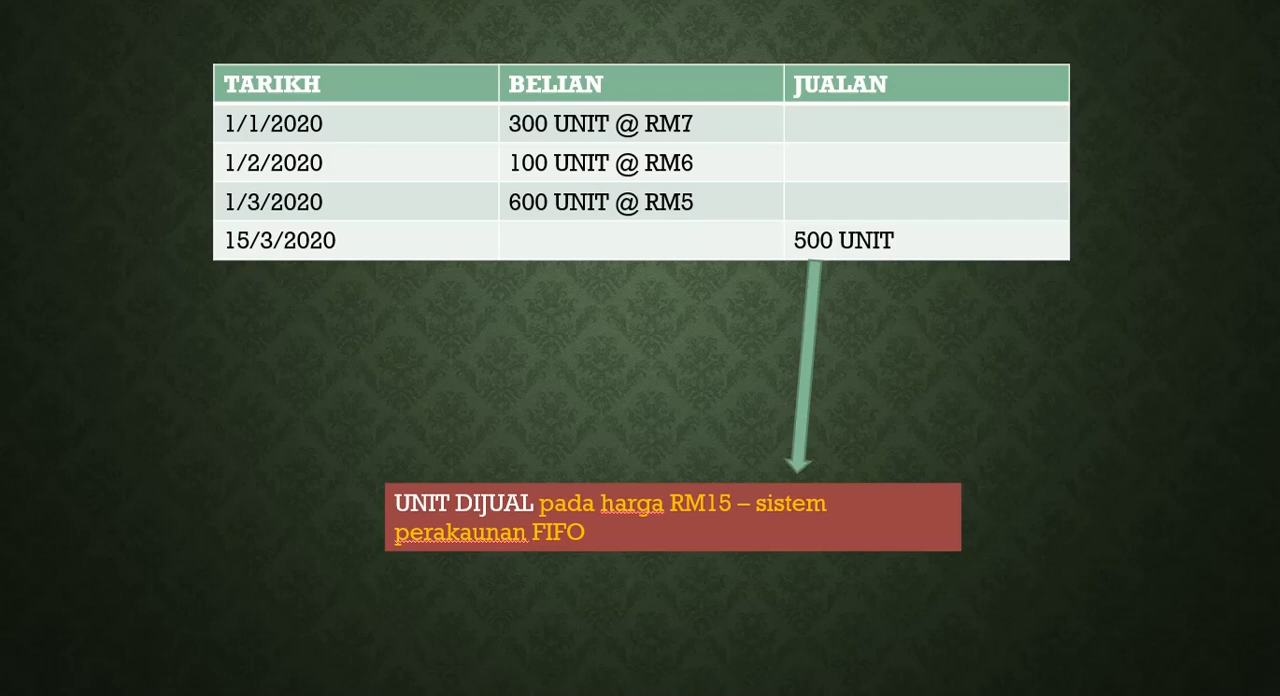 TARIKH BELIAN JUALAN
1/1/2020 300 UNIT @ RM7
1/2/2020 100 UNIT @ RM6
1/3/2020 600 UNIT @ RM5
15/3/2020 500 UNIT
UNIT DIJUAL pada harga RM15 – sistem
perakaunan FIFO